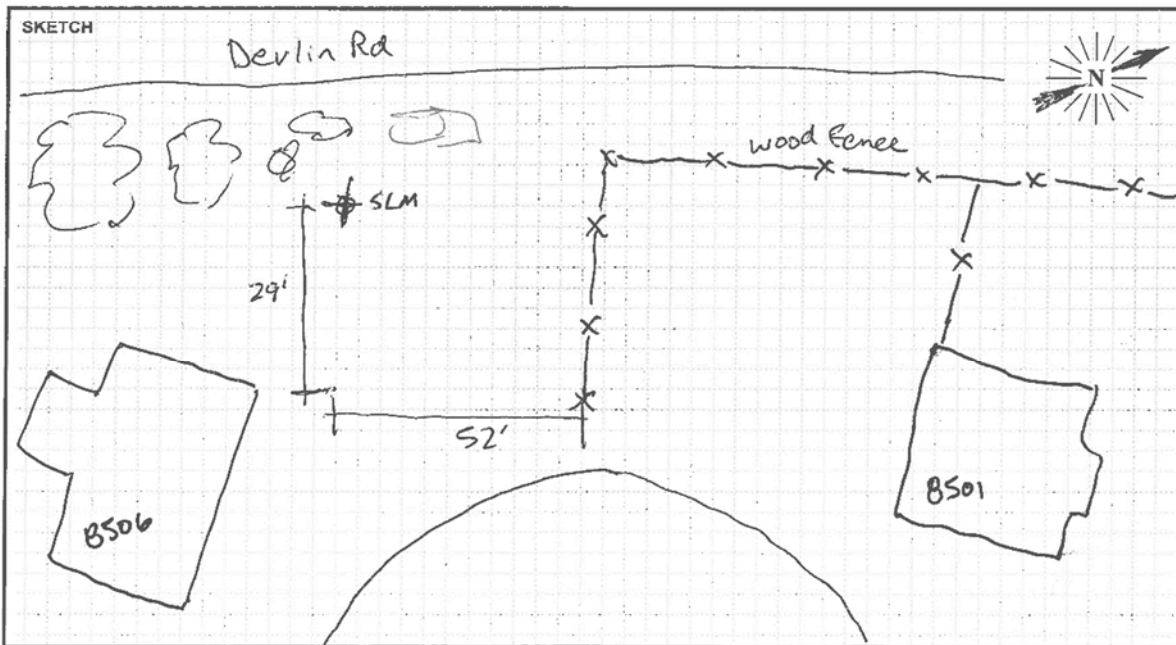 SKETCH
Devlin Rd
N
wood Fence
SLM
29'
52'
8506
8501